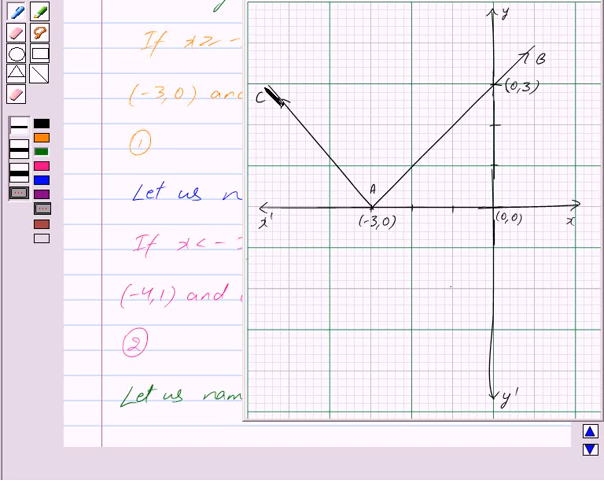 If x ≥ -
(-3,0) and
①
Let us n
If x < -
(-4,1) and
②
Let us nam
y
B
(0,3)
C
A
x'
(-3,0)
(0,0)
x
y'